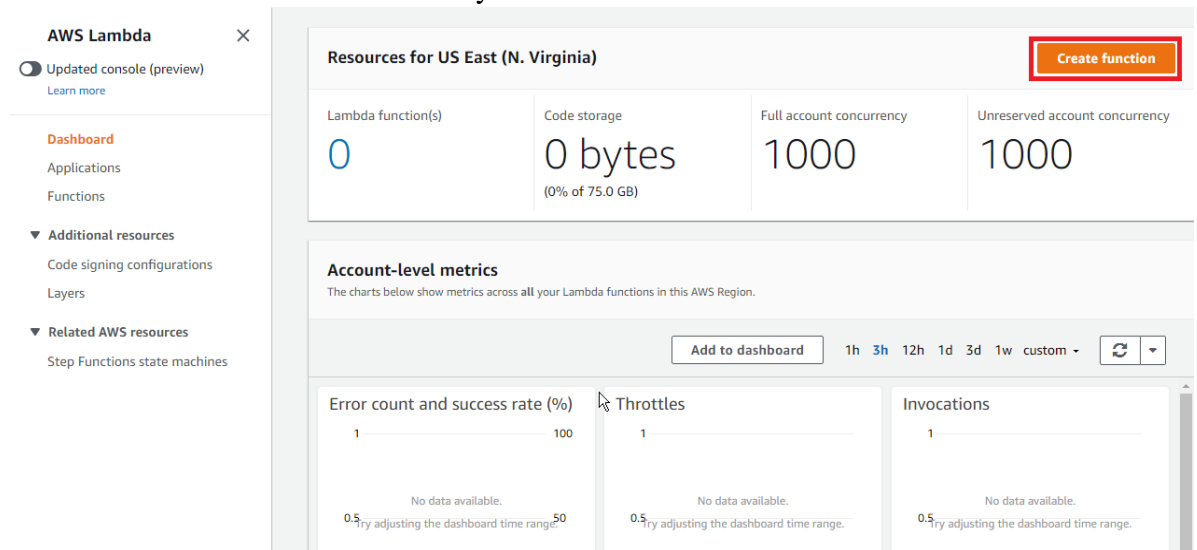 AWS Lambda
Updated console (preview)
Learn more
Dashboard
Applications
Functions
Additional resources
Code signing configurations
Layers
Related AWS resources
Step Functions state machines
Resources for US East (N. Virginia)
Create function
Lambda function(s)
0
Code storage
0 bytes
(0% of 75.0 GB)
Full account concurrency
1000
Unreserved account concurrency
1000
Account-level metrics
The charts below show metrics across all your Lambda functions in this AWS Region.
Add to dashboard 1h 3h 12h 1d 3d 1w custom
Error count and success rate (%)
1 100
No data available.
0.5 50
Try adjusting the dashboard time range.
Throttles
1
No data available.
0.5
Try adjusting the dashboard time range.
Invocations
1
No data available.
0.5
Try adjusting the dashboard time range.